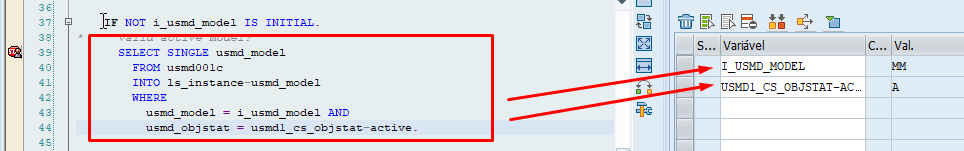 36
37 IF NOT i_usmd_model IS INITIAL.
38 * valid active model?
39 SELECT SINGLE usmd_model
40 FROM usmd001c
41 INTO ls_instance-usmd_model
42 WHERE
43 usmd_model = i_usmd_model AND
44 usmd_objstat = usmd1_cs_objstat-active.
45
S... Variável C... Val.
I_USMD_MODEL MM
USMD1_CS_OBJSTAT-AC... A